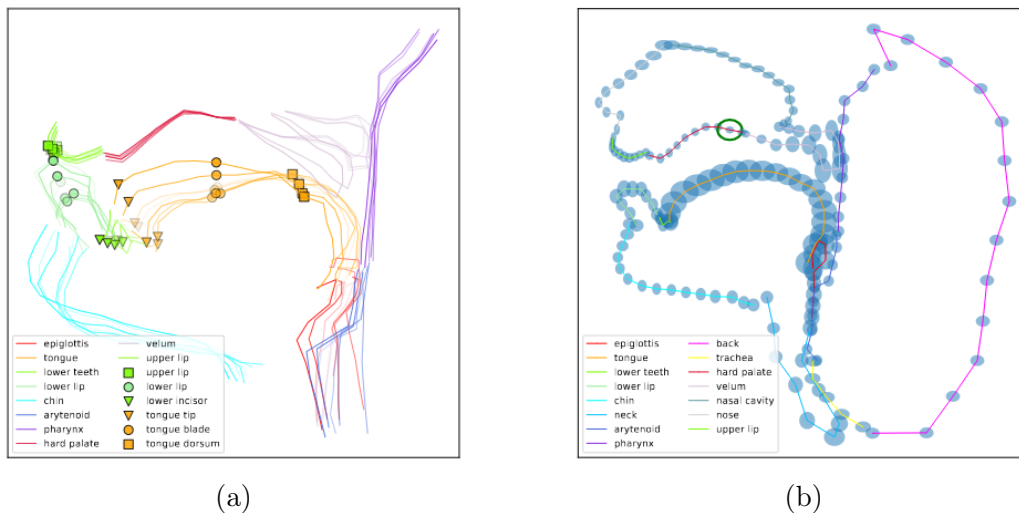 epiglottis
tongue
lower teeth
lower lip
chin
arytenoid
pharynx
hard palate
velum
upper lip
lower lip
lower incisor
tongue tip
tongue blade
tongue dorsum
epiglottis
tongue
lower teeth
lower lip
chin
neck
arytenoid
pharynx
back
trachea
hard palate
velum
nasal cavity
nose
upper lip
(a)
(b)